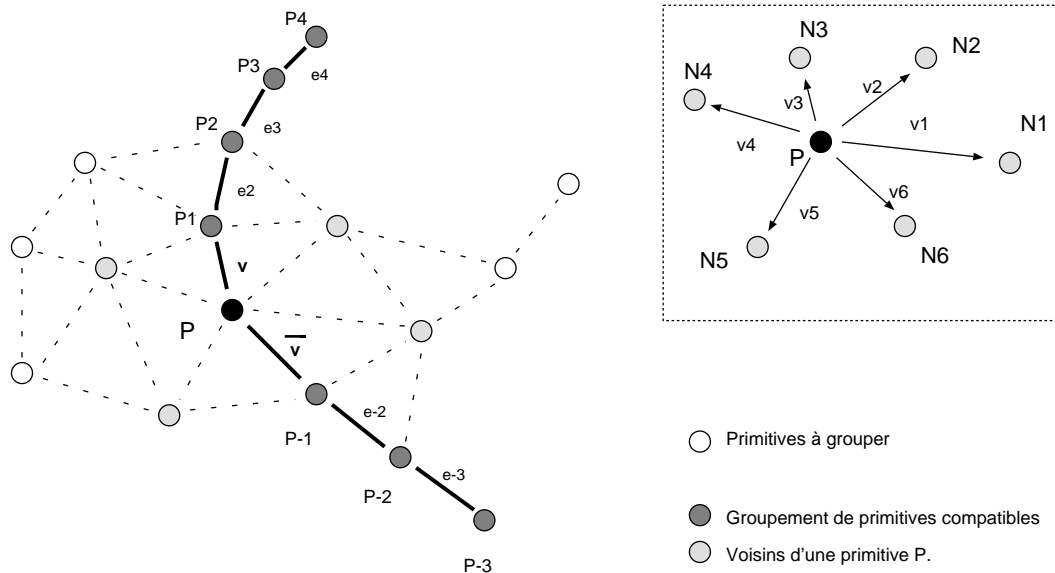 P4
P3
e4
P2
e3
e2
P1
v
P
v
P-1
e-2
P-2
e-3
P-3
N3
N2
N4
v2
v3
v1
N1
v4
P
v6
v5
N5
N6
Primitives à grouper
Groupement de primitives compatibles
Voisins d'une primitive P.